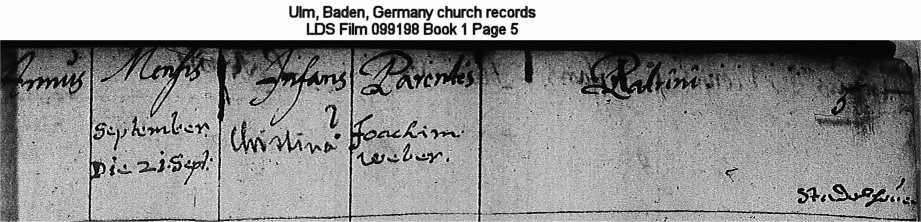 Ulm, Baden, Germany church records
LDS Film 099198 Book 1 Page 5
Annus Mensis Infans Parentes Patrini
5
September Christina Joachim
Die 21. Sept: Weber.